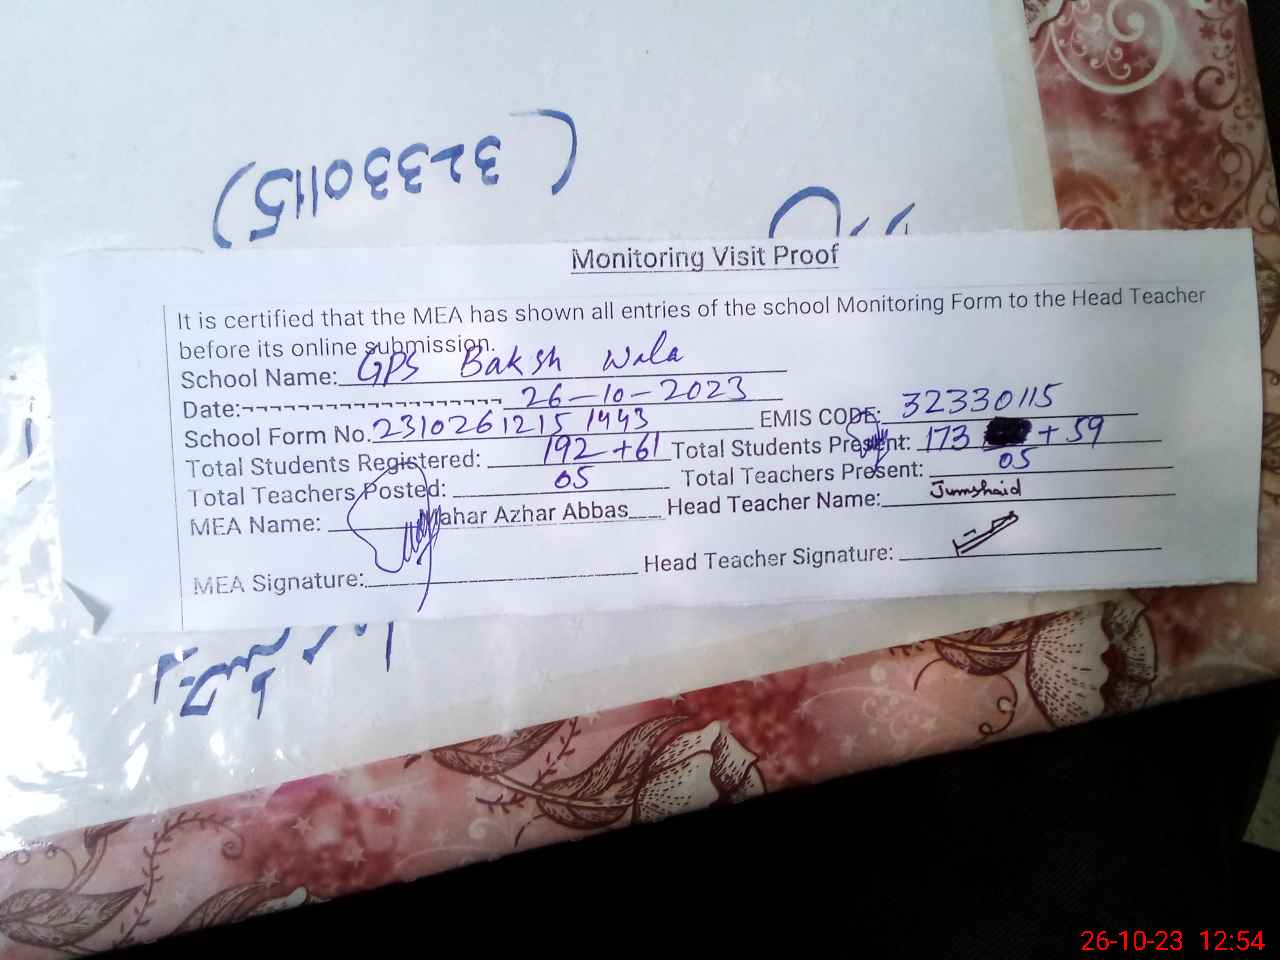 (32330115)
Monitoring Visit Proof
It is certified that the MEA has shown all entries of the school Monitoring Form to the Head Teacher
before its online submission.
School Name: GPS Baksh Wala
Date: 26-10-2023
School Form No. 2310261215 1443 EMIS CODE: 32330115
Total Students Registered: 192 +61 Total Students Present: 173 +59
Total Teachers Posted: 05 Total Teachers Present: 05
MEA Name: Azhar Abbas Head Teacher Name: Jumshaid
MEA Signature: Head Teacher Signature:
26-10-23 12:54